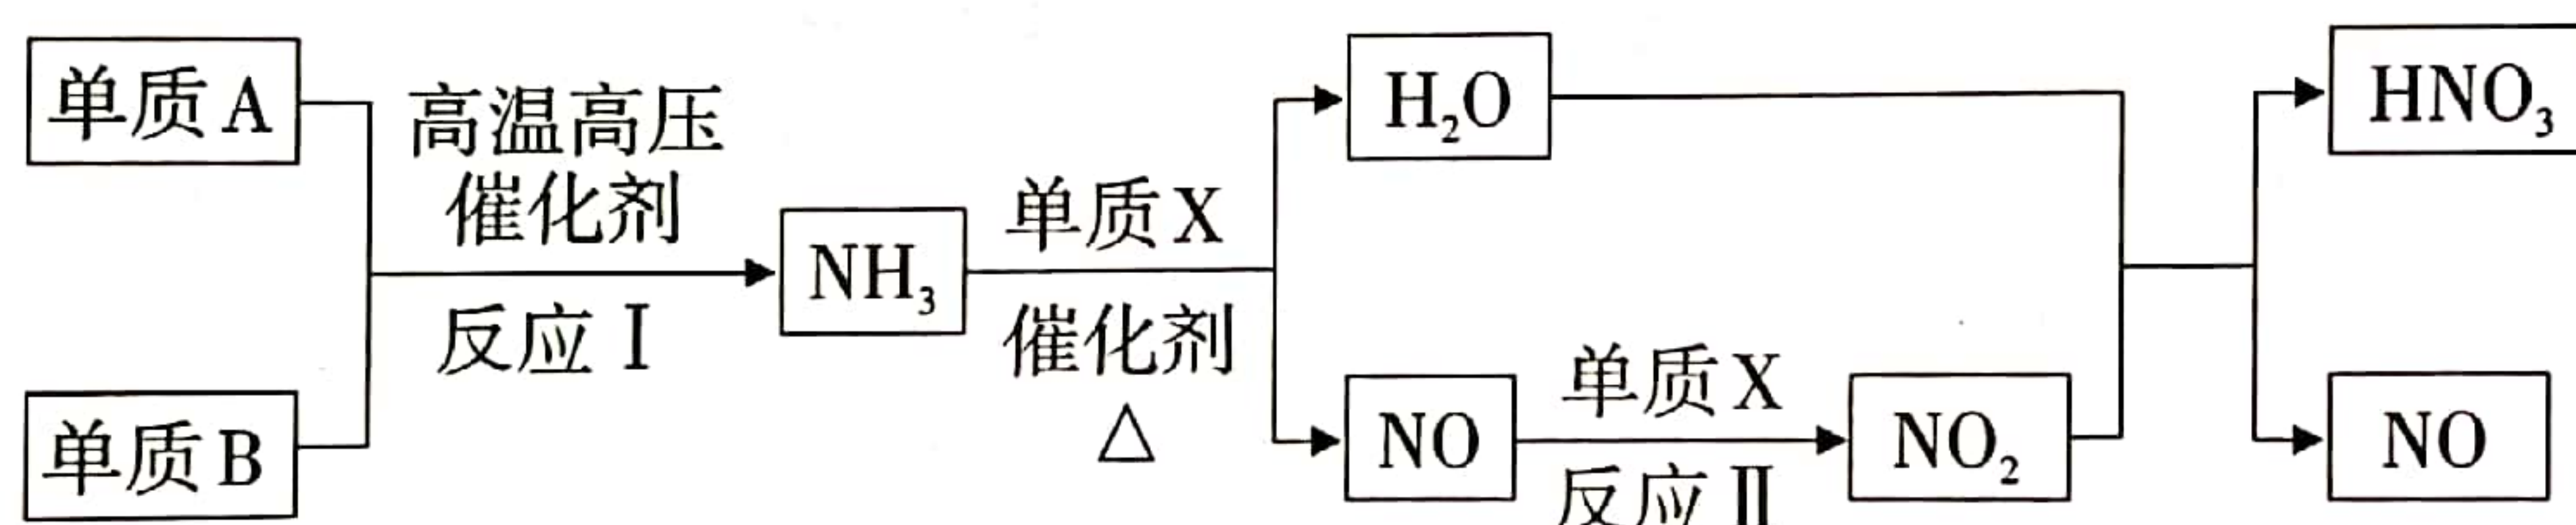 单质A
高温高压
催化剂
反应Ⅰ
单质B
NH₃
单质X
催化剂
△
H₂O
NO
单质X
反应Ⅱ
NO₂
HNO₃
NO